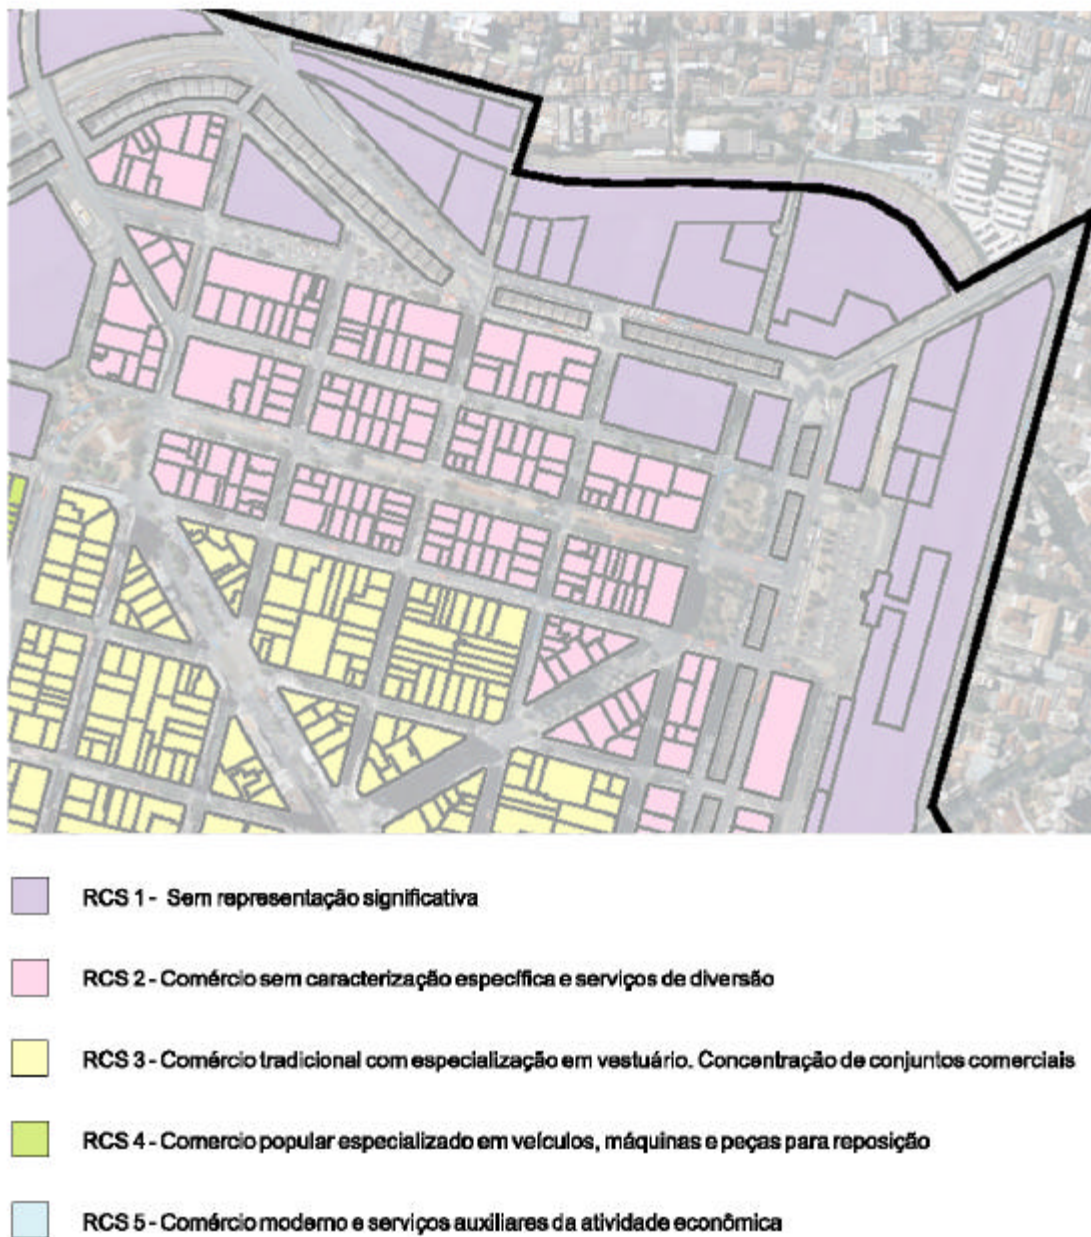 RCS 1 - Sem representação significativa
RCS 2 - Comércio sem caracterização específica e serviços de diversão
RCS 3 - Comércio tradicional com especialização em vestuário. Concentração de conjuntos comerciais
RCS 4 - Comercio popular especializado em veículos, máquinas e peças para reposição
RCS 5 - Comércio moderno e serviços auxiliares da atividade econômica